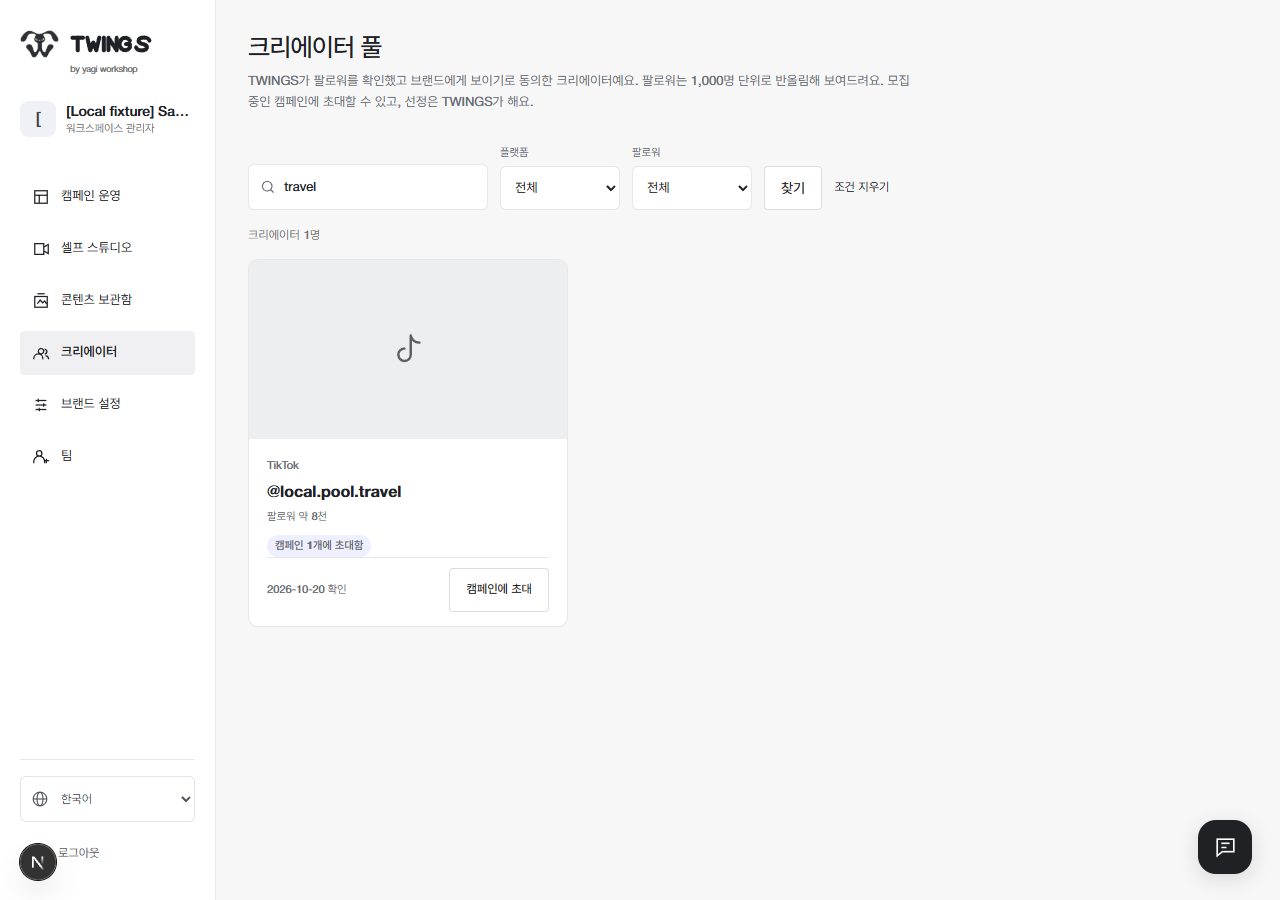 TWINGS
by yagi workshop
[
[Local fixture] Sa...
워크스페이스 관리자
캠페인 운영
셀프 스튜디오
콘텐츠 보관함
크리에이터
브랜드 설정
팀
한국어
N
로그아웃
크리에이터 풀
TWINGS가 팔로워를 확인했고 브랜드에게 보이기로 동의한 크리에이터예요. 팔로워는 1,000명 단위로 반올림해 보여드려요. 모집
중인 캠페인에 초대할 수 있고, 선정은 TWINGS가 해요.
플랫폼
팔로워
travel
전체
전체
찾기
조건 지우기
크리에이터 1명
TikTok
@local.pool.travel
팔로워 약 8천
캠페인 1개에 초대함
2026-10-20 확인
캠페인에 초대